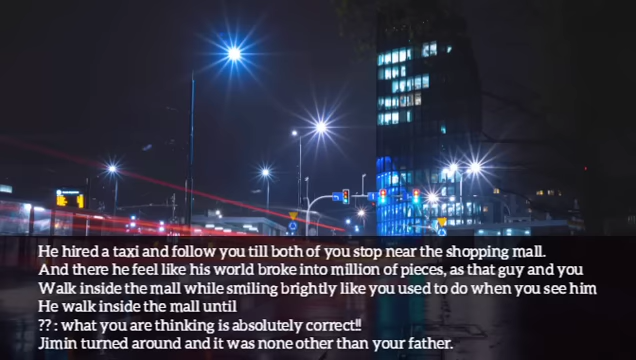 He hired a taxi and follow you till both of you stop near the shopping mall.
And there he feel like his world broke into million of pieces, as that guy and you
Walk inside the mall while smiling brightly like you used to do when you see him
He walk inside the mall until
?? : what you are thinking is absolutely correct!!
Jimin turned around and it was none other than your father.